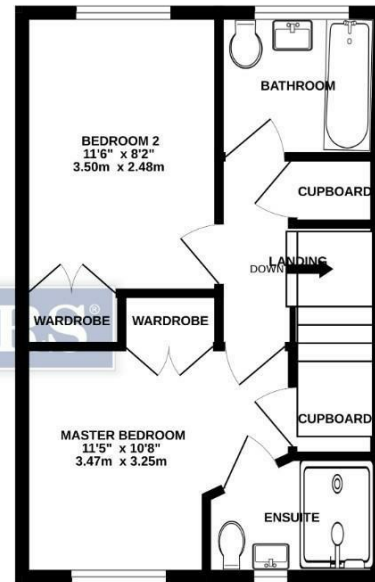 BATHROOM
BEDROOM 2
11'6" x 8'2"
3.50m x 2.48m
CUPBOARD
LANDING
DOWN
WARDROBE
WARDROBE
CUPBOARD
MASTER BEDROOM
11'5" x 10'8"
3.47m x 3.25m
ENSUITE